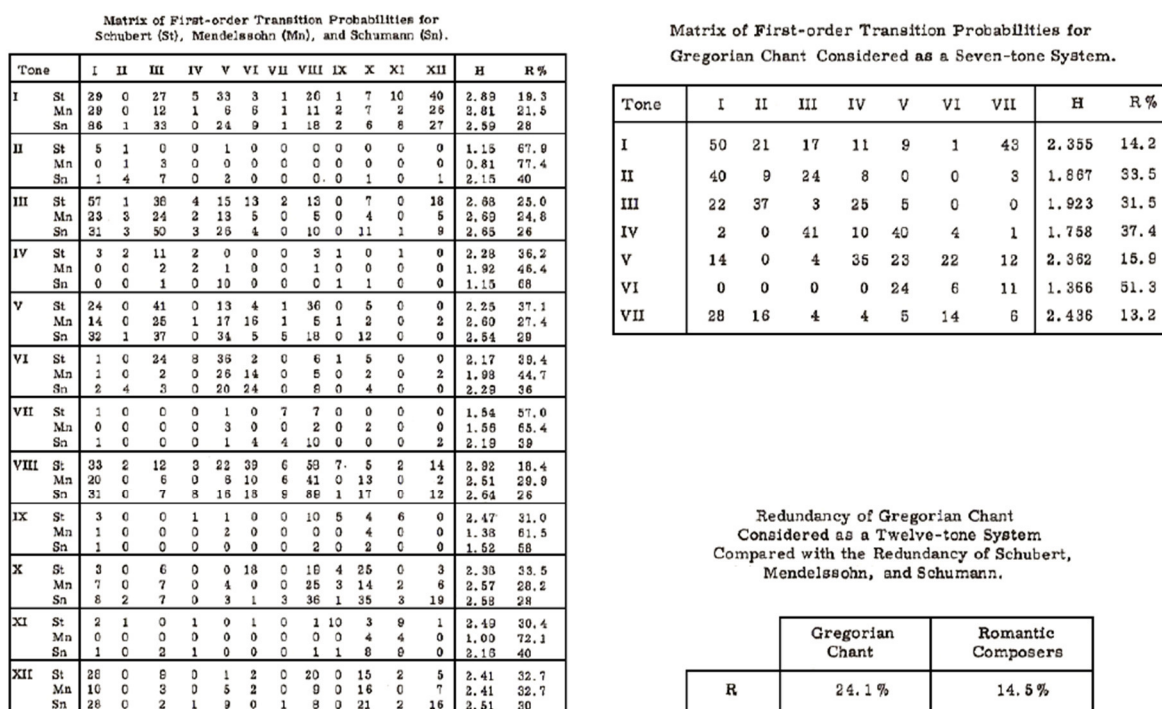 Matrix of First-order Transition Probabilities for
Schubert (St), Mendelssohn (Mn), and Schumann (Sn).
Tone I II III IV V VI VII VIII IX X XI XII H R%
I St 29 0 27 5 33 3 1 26 1 7 10 40 2.89 19.3
Mn 29 0 12 1 6 6 1 11 2 7 2 26 2.81 21.5
Sn 86 1 33 0 24 9 1 18 2 6 8 27 2.59 28
II St 5 1 0 0 1 0 0 0 0 0 0 0 1.15 67.9
Mn 0 1 3 0 0 0 0 0 0 0 0 0 0.81 77.4
Sn 1 4 7 0 2 0 0 0 0 1 0 1 2.15 40
III St 57 1 36 4 15 13 2 13 0 7 0 18 2.68 25.0
Mn 23 3 24 2 13 5 0 5 0 4 0 5 2.69 24.8
Sn 31 3 50 3 26 4 0 10 0 11 1 9 2.65 26
IV St 3 2 11 2 0 0 0 3 1 0 1 0 2.28 36.2
Mn 0 0 2 2 1 0 0 1 0 0 0 0 1.92 46.4
Sn 0 0 1 0 10 0 0 0 1 1 0 0 1.15 68
V St 24 0 41 0 13 4 1 36 0 5 0 0 2.25 37.1
Mn 14 0 25 1 17 16 1 5 1 2 0 2 2.60 27.4
Sn 32 1 37 0 34 5 5 18 0 12 0 0 2.54 29
VI St 1 0 24 8 36 2 0 6 1 5 0 0 2.17 39.4
Mn 1 0 2 0 26 14 0 5 0 2 0 2 1.98 44.7
Sn 2 4 3 0 20 24 0 8 0 4 0 0 2.29 36
VII St 1 0 0 0 1 0 7 7 0 0 0 0 1.54 57.0
Mn 0 0 0 0 3 0 0 2 0 2 0 0 1.56 65.4
Sn 1 0 0 0 1 4 4 10 0 0 0 2 2.19 39
VIII St 33 2 12 3 22 39 6 58 7 5 2 14 2.92 18.4
Mn 20 0 6 0 6 10 6 41 0 13 0 2 2.51 29.9
Sn 31 0 7 8 16 18 9 88 1 17 0 12 2.64 26
IX St 3 0 0 1 1 0 0 10 5 4 6 0 2.47 31.0
Mn 1 0 0 0 2 0 0 0 0 4 0 0 1.38 61.5
Sn 1 0 0 0 0 0 0 2 0 2 0 0 1.52 58
X St 3 0 6 0 0 18 0 18 4 25 0 3 2.38 33.5
Mn 7 0 7 0 4 0 0 25 3 14 2 6 2.57 28.2
Sn 8 2 7 0 3 1 3 36 1 35 3 19 2.58 28
XI St 2 1 0 1 0 1 0 1 10 3 9 1 2.49 30.4
Mn 0 0 0 0 0 0 0 0 0 4 4 0 1.00 72.1
Sn 1 0 2 1 0 0 0 1 1 8 9 0 2.16 40
XII St 28 0 8 0 1 2 0 20 0 15 2 5 2.41 32.7
Mn 10 0 3 0 5 2 0 9 0 16 0 7 2.41 32.7
Sn 28 0 2 1 9 0 1 8 0 21 2 16 2.51 30
Matrix of First-order Transition Probabilities for
Gregorian Chant Considered as a Seven-tone System.
Tone I II III IV V VI VII H R%
I 50 21 17 11 9 1 43 2.355 14.2
II 40 9 24 8 0 0 3 1.867 33.5
III 22 37 3 25 5 0 0 1.923 31.5
IV 2 0 41 10 40 4 1 1.758 37.4
V 14 0 4 35 23 22 12 2.362 15.9
VI 0 0 0 0 24 6 11 1.366 51.3
VII 28 16 4 4 5 14 6 2.436 13.2
Redundancy of Gregorian Chant
Considered as a Twelve-tone System
Compared with the Redundancy of Schubert,
Mendelssohn, and Schumann.
Gregorian Romantic
Chant Composers
R 24.1% 14.5%